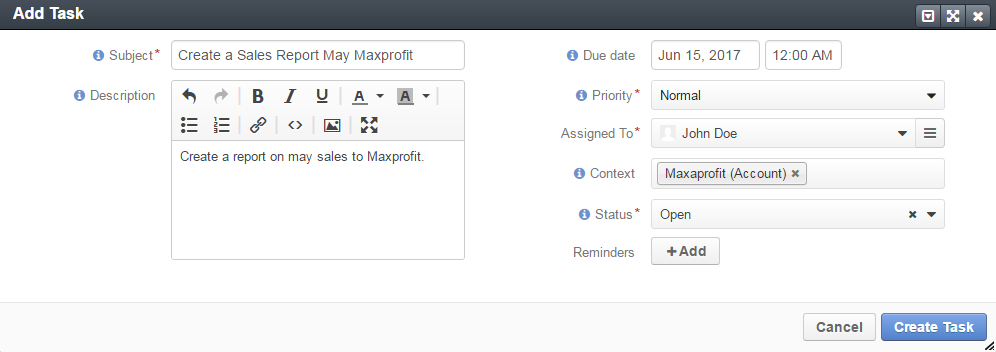 Add Task
Subject* Create a Sales Report May Maxprofit
Description
B I U A A
Create a report on may sales to Maxprofit.
Due date Jun 15, 2017 12:00 AM
Priority* Normal
Assigned To* John Doe
Context Maxaprofit (Account) ×
Status* Open ×
Reminders +Add
Cancel Create Task